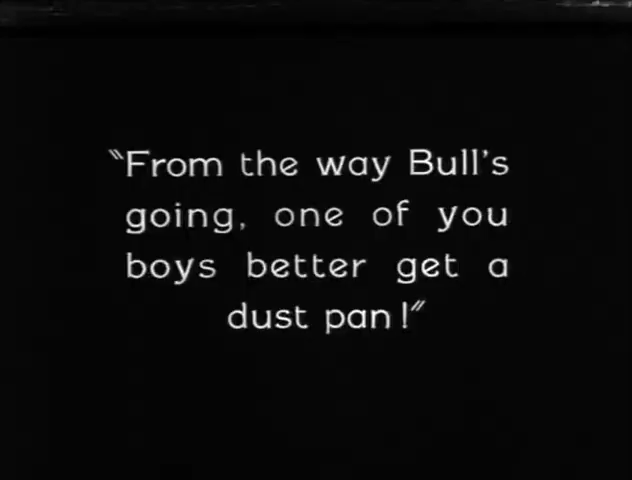 "From the way Bull's
going, one of you
boys better get a
dust pan!"